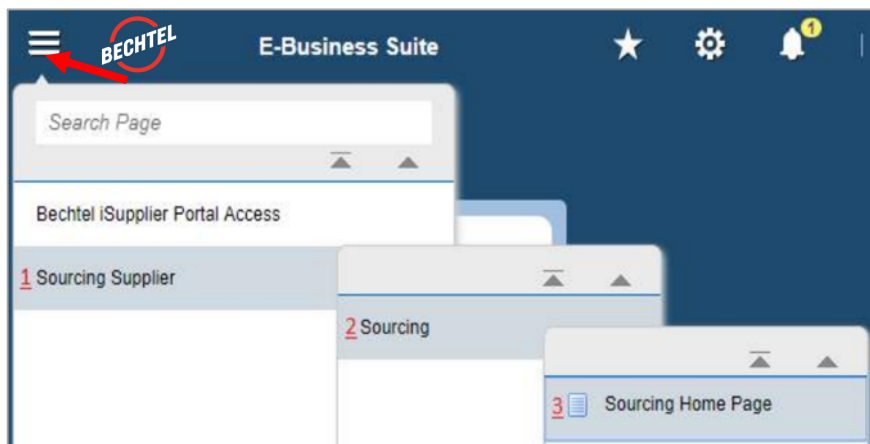 BECHTEL
E-Business Suite
1
Search Page
Bechtel iSupplier Portal Access
1 Sourcing Supplier
2 Sourcing
3 Sourcing Home Page